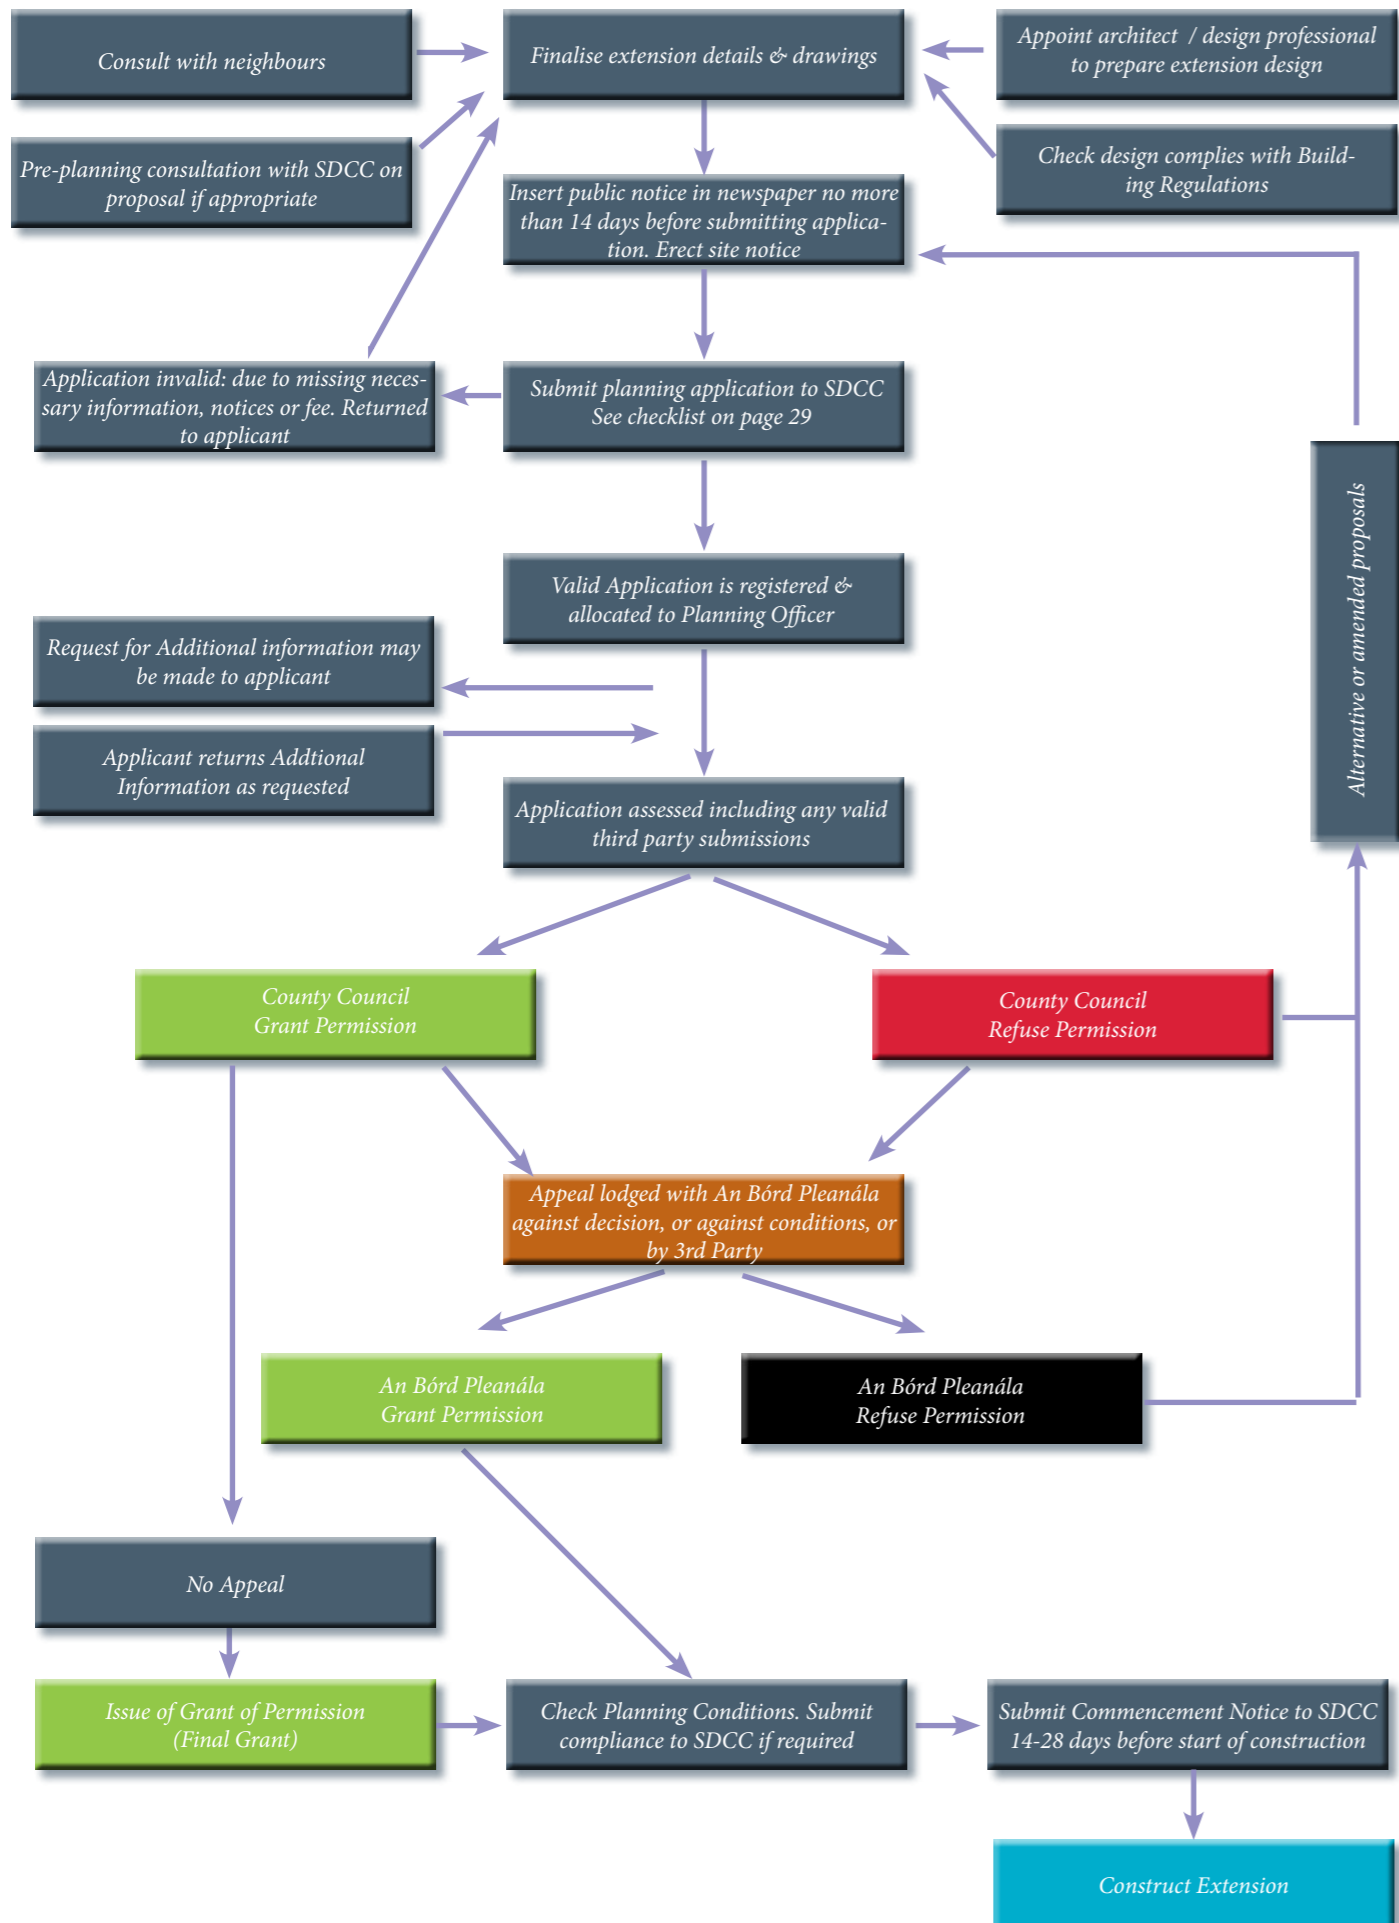 Consult with neighbours
Finalise extension details & drawings
Appoint architect / design professional
to prepare extension design
Pre-planning consultation with SDCC on
proposal if appropriate
Check design complies with Build-
ing Regulations
Insert public notice in newspaper no more
than 14 days before submitting applica-
tion. Erect site notice
Application invalid: due to missing neces-
sary information, notices or fee. Returned
to applicant
Submit planning application to SDCC
See checklist on page 29
Alternative or amended proposals
Valid Application is registered &
allocated to Planning Officer
Request for Additional information may
be made to applicant
Applicant returns Addtional
Information as requested
Application assessed including any valid
third party submissions
County Council
Grant Permission
County Council
Refuse Permission
Appeal lodged with An Bórd Pleanála
against decision, or against conditions, or
by 3rd Party
An Bórd Pleanála
Grant Permission
An Bórd Pleanála
Refuse Permission
No Appeal
Issue of Grant of Permission
(Final Grant)
Check Planning Conditions. Submit
compliance to SDCC if required
Submit Commencement Notice to SDCC
14-28 days before start of construction
Construct Extension